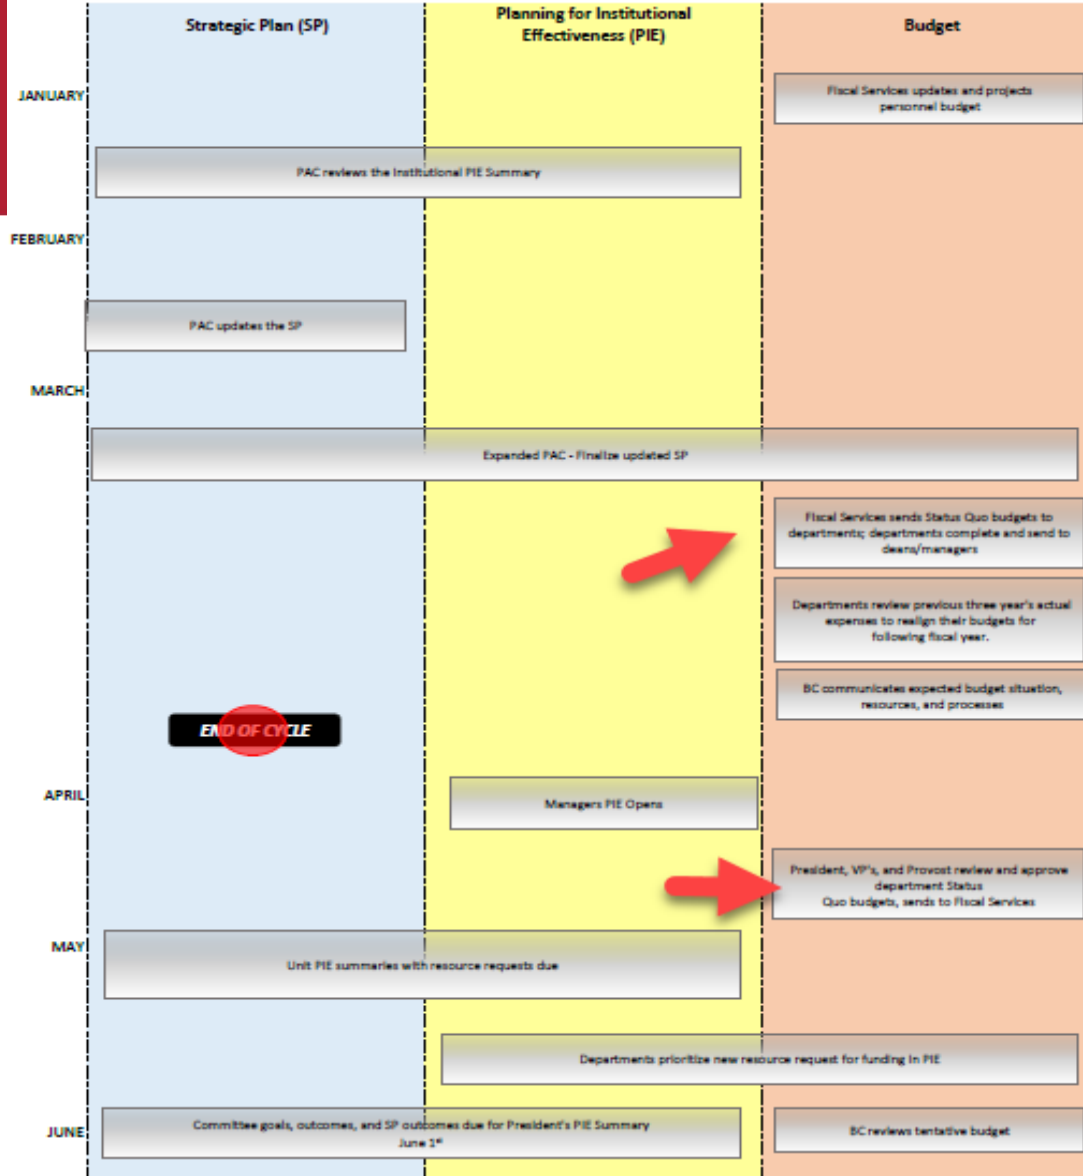 Strategic Plan (SP)
Planning for Institutional
Effectiveness (PIE)
Budget
JANUARY
Fiscal Services updates and projects
personnel budget
PAC reviews the Institutional PIE Summary
FEBRUARY
PAC updates the SP
MARCH
Expanded PAC - Finalize updated SP
Fiscal Services sends Status Quo budgets to
departments; departments complete and send to
deans/managers
Departments review previous three year's actual
expenses to realign their budgets for
following fiscal year.
BC communicates expected budget situation,
resources, and processes
END OF CYCLE
APRIL
Managers PIE Opens
President, VP's, and Provost review and approve
department Status
Quo budgets, sends to Fiscal Services
MAY
Unit PIE summaries with resource requests due
Departments prioritize new resource request for funding in PIE
JUNE
Committee goals, outcomes, and SP outcomes due for President's PIE Summary
June 1st
BC reviews tentative budget